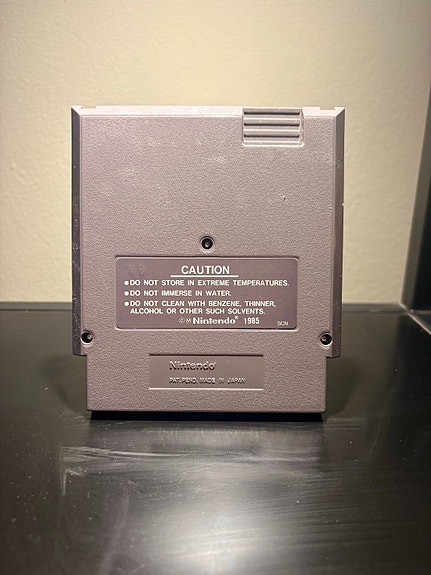 CAUTION
●DO NOT STORE IN EXTREME TEMPERATURES.
●DO NOT IMMERSE IN WATER.
●DO NOT CLEAN WITH BENZENE, THINNER,
ALCOHOL OR OTHER SUCH SOLVENTS.
©M Nintendo® 1985 SCN
Nintendo®
PAT. PEND. MADE IN JAPAN